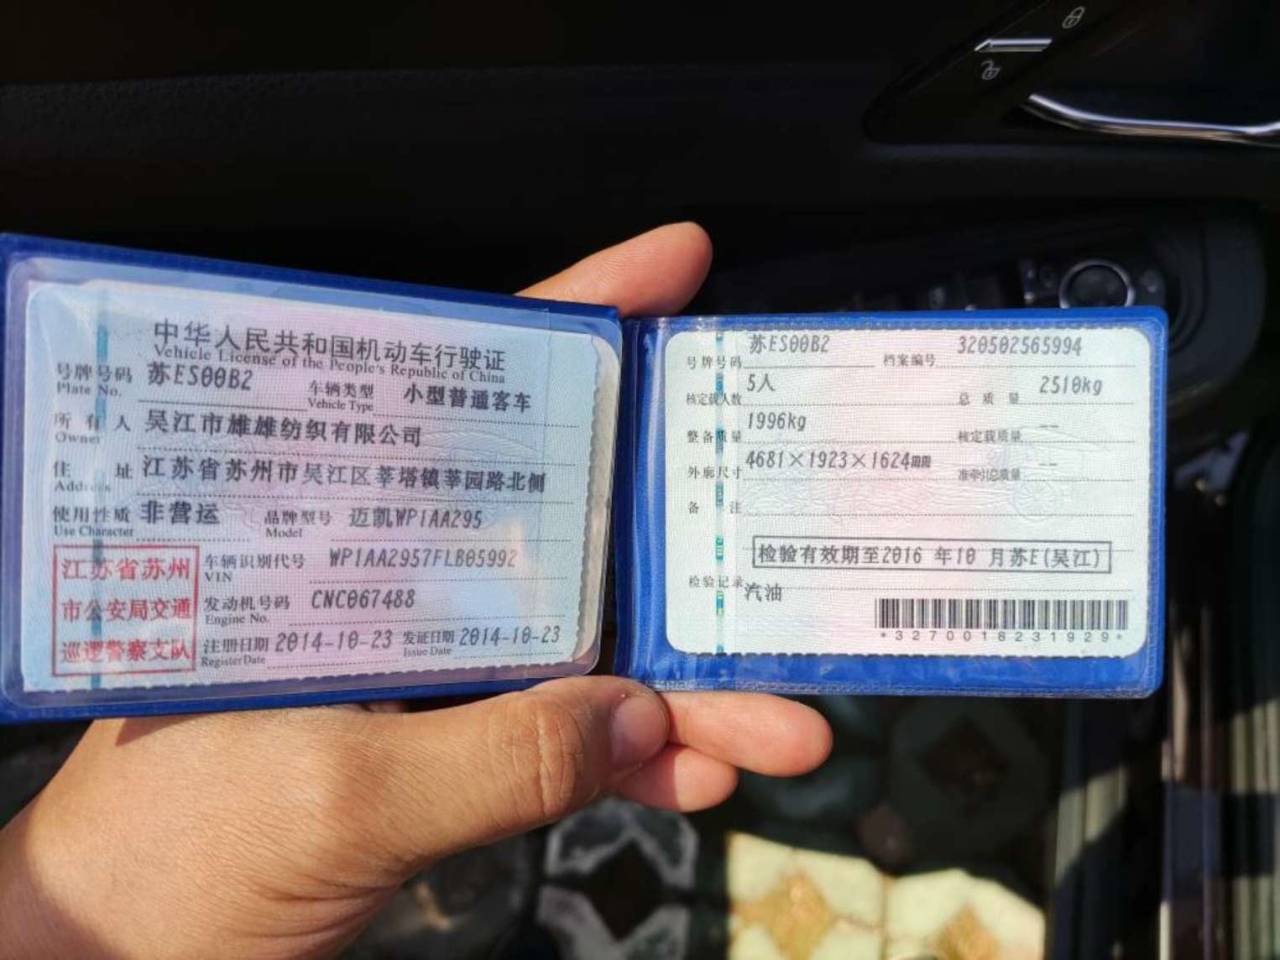 中华人民共和国机动车行驶证
Vehicle License of the People's Republic of China
号牌号码 苏ES00B2 车辆类型 小型普通客车
Plate No. Vehicle Type
所有人 吴江市雄雄纺织有限公司
Owner
住址 江苏省苏州市吴江区莘塔镇莘园路北侧
Address
使用性质 非营运 品牌型号 迈凯WP1AA295
Use Character Model
江苏省苏州
市公安局交通
巡逻警察支队
车辆识别代号 WP1AA2957FLB05992
VIN
发动机号码 CNC067488
Engine No.
注册日期 2014-10-23 发证日期 2014-10-23
Register Date Issue Date
号牌号码 苏ES00B2 档案编号 320502565994
核定载人数 5人 总质量 2510kg
整备质量 1996kg 核定载质量 --
外廓尺寸 4681×1923×1624 准牵引总质量 --
备注
检验有效期至2016 年10 月苏E(吴江)
检验记录
汽油
*3270018231929*